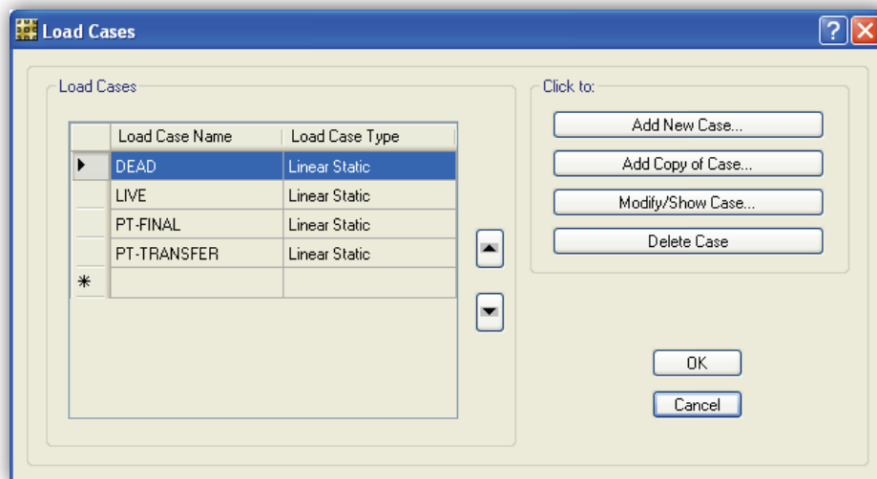 Load Cases
Load Cases
Load Case Name Load Case Type
DEAD Linear Static
LIVE Linear Static
PT-FINAL Linear Static
PT-TRANSFER Linear Static
Click to:
Add New Case...
Add Copy of Case...
Modify/Show Case...
Delete Case
OK
Cancel